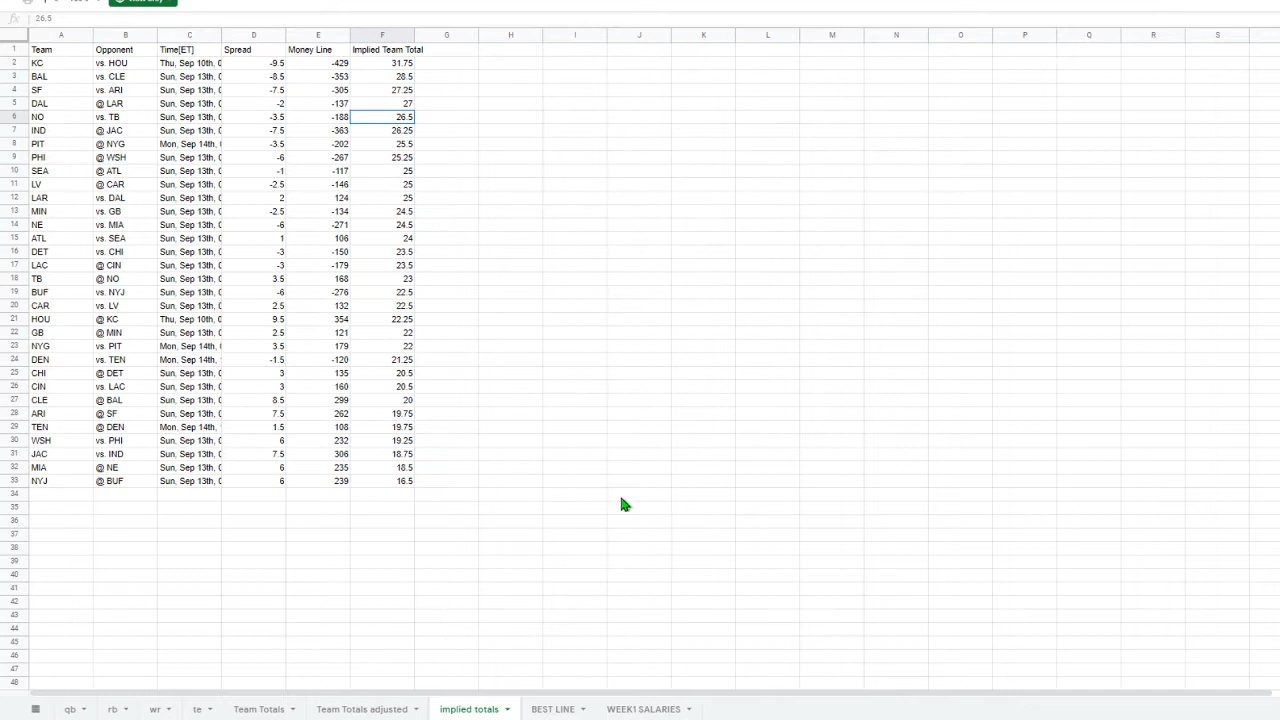 26.5
A B C D E F G H I J K L M N O P Q R S
1 Team Opponent Time[ET] Spread Money Line Implied Team Total
2 KC vs. HOU Thu, Sep 10th, -9.5 -429 31.75
3 BAL vs. CLE Sun, Sep 13th, -8.5 -353 28.5
4 SF vs. ARI Sun, Sep 13th, -7.5 -305 27.25
5 DAL @ LAR Sun, Sep 13th, -2 -137 27
6 NO vs. TB Sun, Sep 13th, -3.5 -188 26.5
7 IND @ JAC Sun, Sep 13th, -7.5 -363 26.25
8 PIT @ NYG Mon, Sep 14th, -3.5 -202 25.5
9 PHI @ WSH Sun, Sep 13th, -6 -267 25.25
10 SEA @ ATL Sun, Sep 13th, -1 -117 25
11 LV @ CAR Sun, Sep 13th, -2.5 -146 25
12 LAR vs. DAL Sun, Sep 13th, 2 124 25
13 MIN vs. GB Sun, Sep 13th, -2.5 -134 24.5
14 NE vs. MIA Sun, Sep 13th, -6 -271 24.5
15 ATL vs. SEA Sun, Sep 13th, 1 106 24
16 DET vs. CHI Sun, Sep 13th, -3 -150 23.5
17 LAC @ CIN Sun, Sep 13th, -3 -179 23.5
18 TB @ NO Sun, Sep 13th, 3.5 168 23
19 BUF vs. NYJ Sun, Sep 13th, -6 -276 22.5
20 CAR vs. LV Sun, Sep 13th, 2.5 132 22.5
21 HOU @ KC Thu, Sep 10th, 9.5 354 22.25
22 GB @ MIN Sun, Sep 13th, 2.5 121 22
23 NYG vs. PIT Mon, Sep 14th, 3.5 179 22
24 DEN vs. TEN Mon, Sep 14th, -1.5 -120 21.25
25 CHI @ DET Sun, Sep 13th, 3 135 20.5
26 CIN vs. LAC Sun, Sep 13th, 3 160 20.5
27 CLE @ BAL Sun, Sep 13th, 8.5 299 20
28 ARI @ SF Sun, Sep 13th, 7.5 262 19.75
29 TEN @ DEN Mon, Sep 14th, 1.5 108 19.75
30 WSH vs. PHI Sun, Sep 13th, 6 232 19.25
31 JAC vs. IND Sun, Sep 13th, 7.5 306 18.75
32 MIA @ NE Sun, Sep 13th, 6 235 18.5
33 NYJ @ BUF Sun, Sep 13th, 6 239 16.5
34
35
36
37
38
39
40
41
42
43
44
45
46
47
48
qb rb wr te Team Totals Team Totals adjusted implied totals BEST LINE WEEK1 SALARIES